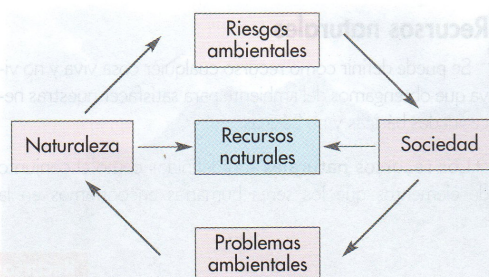 Riesgos
ambientales
Naturaleza
Recursos
naturales
Sociedad
Problemas
ambientales